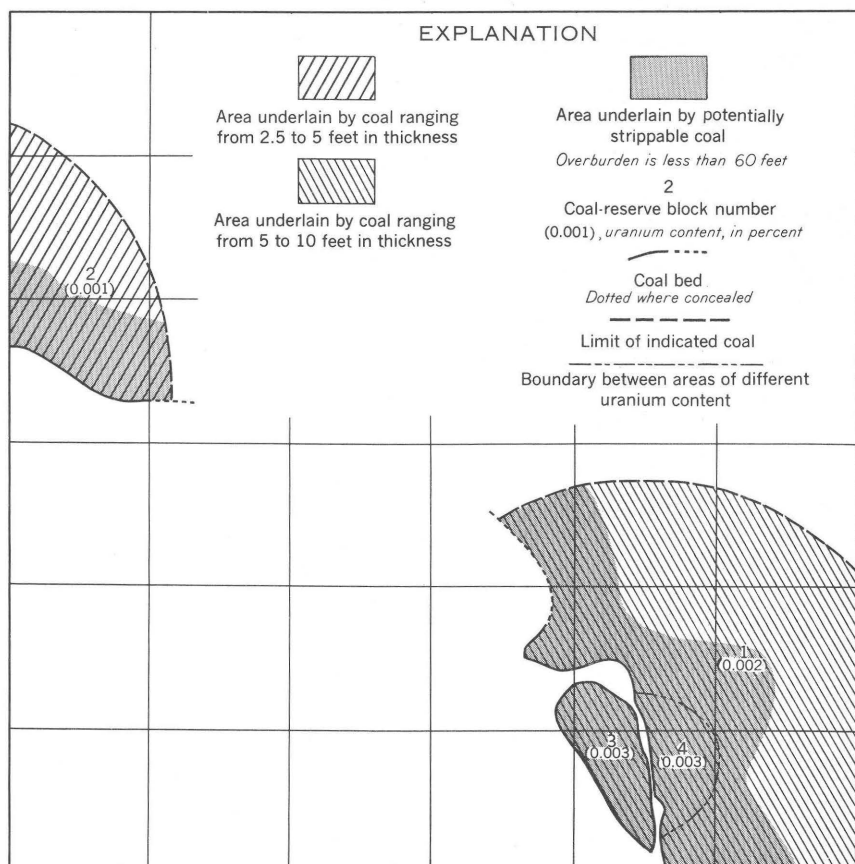 EXPLANATION
Area underlain by coal ranging
from 2.5 to 5 feet in thickness
Area underlain by coal ranging
from 5 to 10 feet in thickness
Area underlain by potentially
strippable coal
Overburden is less than 60 feet
2
Coal-reserve block number
(0.001), uranium content, in percent
Coal bed
Dotted where concealed
Limit of indicated coal
Boundary between areas of different
uranium content
2
(0.001)
1
(0.002)
3
(0.003)
4
(0.003)